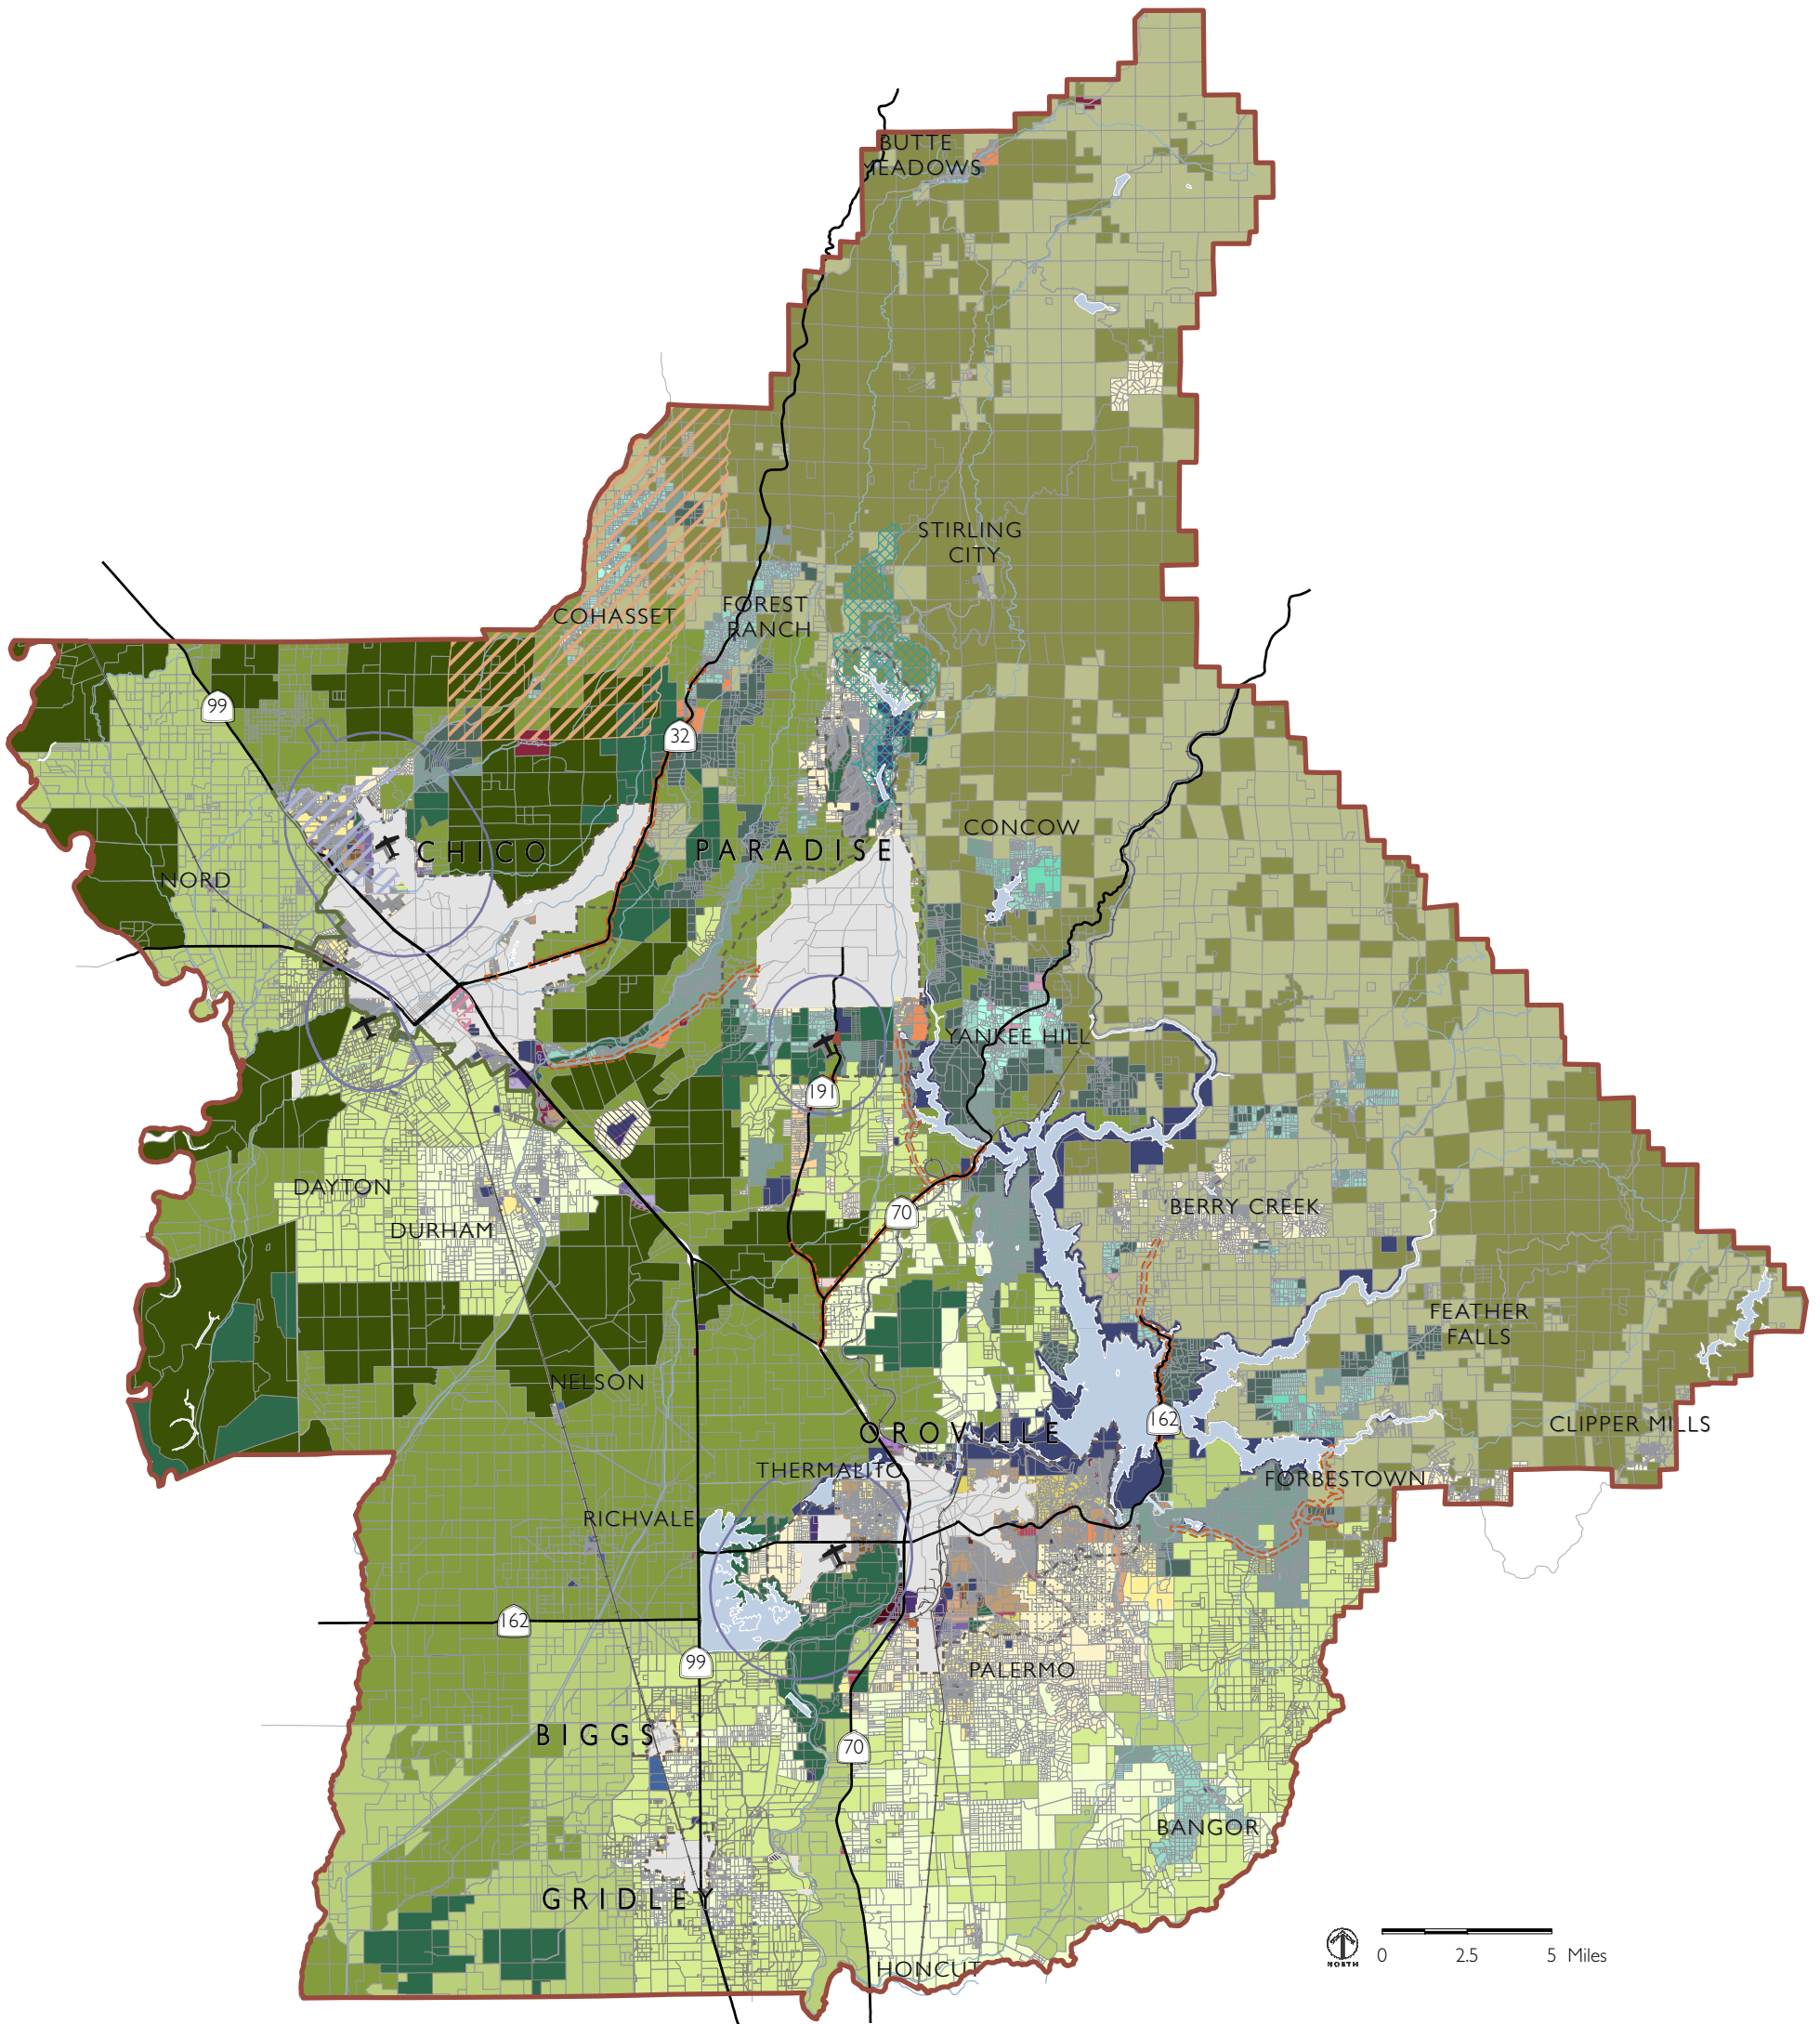 BUTTE
MEADOWS
STIRLING
CITY
COHASSET
FOREST
RANCH
99
32
CHICO
PARADISE
CONCOW
NORD
YANKEE HILL
191
DAYTON
DURHAM
70
BERRY CREEK
FEATHER
FALLS
NELSON
162
CLIPPER MILLS
OROVILLE
THERMALITO
FORBESTOWN
RICHVALE
162
99
PALERMO
BIGGS
70
BANGOR
GRIDLEY
HONCUT
NORTH
0 2.5 5 Miles